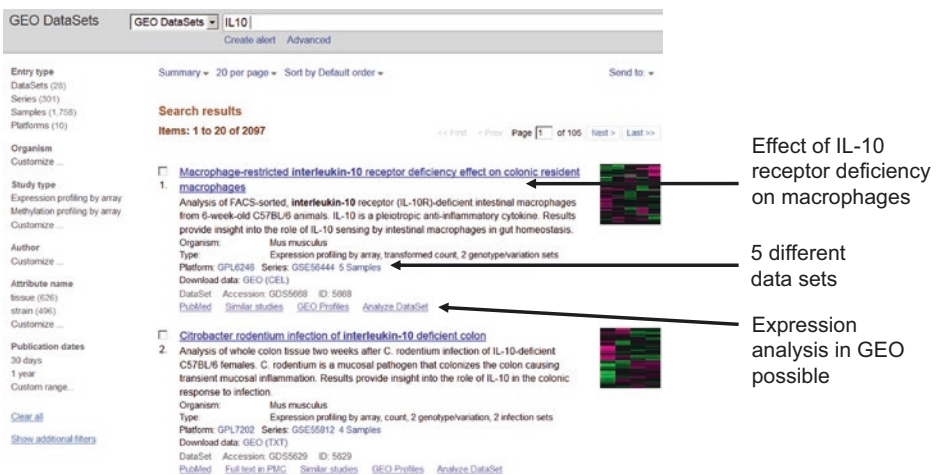 GEO DataSets
GEO DataSets
IL10
Create alert Advanced
Entry type
DataSets (28)
Series (301)
Samples (1,758)
Platforms (10)
Organism
Customize ...
Study type
Expression profiling by array
Methylation profiling by array
Customize ...
Author
Customize ...
Attribute name
tissue (626)
strain (496)
Customize ...
Publication dates
30 days
1 year
Custom range...
Clear all
Show additional filters
Summary 20 per page Sort by Default order
Send to:
Search results
Items: 1 to 20 of 2097
<< First < Prev Page 1 of 105 Next > Last >>
1. Macrophage-restricted interleukin-10 receptor deficiency effect on colonic resident
macrophages
Analysis of FACS-sorted, interleukin-10 receptor (IL-10R)-deficient intestinal macrophages
from 6-week-old C57BL/6 animals. IL-10 is a pleiotropic anti-inflammatory cytokine. Results
provide insight into the role of IL-10 sensing by intestinal macrophages in gut homeostasis.
Organism: Mus musculus
Type: Expression profiling by array, transformed count, 2 genotype/variation sets
Platform: GPL6246 Series: GSE56444 5 Samples
Download data: GEO (CEL)
DataSet Accession: GDS5668 ID: 5668
PubMed Similar studies GEO Profiles Analyze DataSet
2. Citrobacter rodentium infection of interleukin-10 deficient colon
Analysis of whole colon tissue two weeks after C. rodentium infection of IL-10-deficient
C57BL/6 females. C. rodentium is a mucosal pathogen that colonizes the colon causing
transient mucosal inflammation. Results provide insight into the role of IL-10 in the colonic
response to infection.
Organism: Mus musculus
Type: Expression profiling by array, count, 2 genotype/variation, 2 infection sets
Platform: GPL7202 Series: GSE55812 4 Samples
Download data: GEO (TXT)
DataSet Accession: GDS5629 ID: 5629
PubMed Full text in PMC Similar studies GEO Profiles Analyze DataSet
Effect of IL-10
receptor deficiency
on macrophages
5 different
data sets
Expression
analysis in GEO
possible